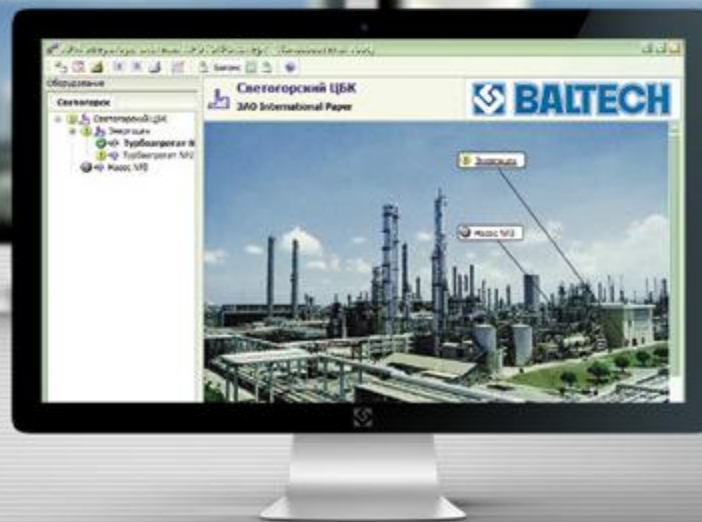 Баланс
Оборудование
Светогорск
Светогорский ЦБК
ЗАО International Paper
BALTECH
Светогорский ЦБК
Энергоцех
Турбоагрегат
Турбоагрегат №2
Насос №3
Энергоцех
Насос №3